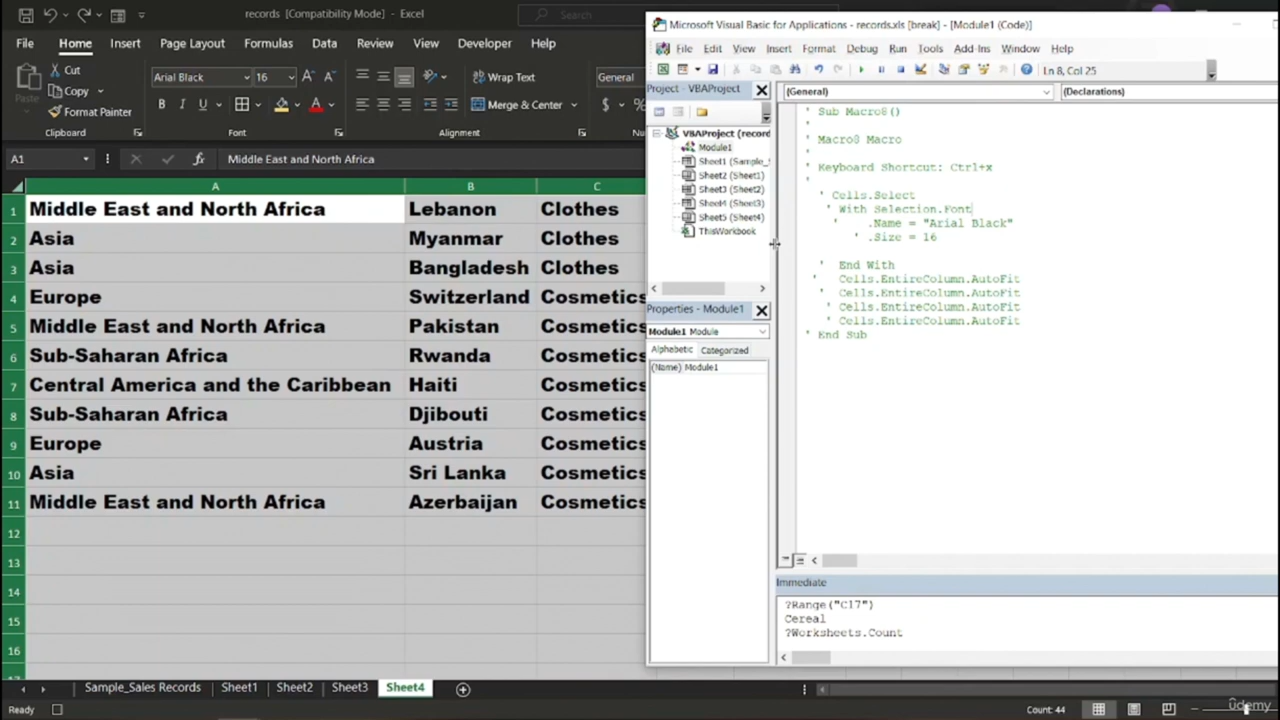 records [Compatibility Mode] - Excel
Search
File Home Insert Page Layout Formulas Data Review View Developer Help
Cut
Copy
Format Painter
Paste
Clipboard
Arial Black 16
B I U
Font
Wrap Text
Merge & Center
Alignment
General
$ %
A1 fx Middle East and North Africa
A B C
1 Middle East and North Africa Lebanon Clothes
2 Asia Myanmar Clothes
3 Asia Bangladesh Clothes
4 Europe Switzerland Cosmetics
5 Middle East and North Africa Pakistan Cosmetics
6 Sub-Saharan Africa Rwanda Cosmetics
7 Central America and the Caribbean Haiti Cosmetics
8 Sub-Saharan Africa Djibouti Cosmetics
9 Europe Austria Cosmetics
10 Asia Sri Lanka Cosmetics
11 Middle East and North Africa Azerbaijan Cosmetics
12
13
14
15
16
Sample_Sales Records Sheet1 Sheet2 Sheet3 Sheet4
Ready
Count: 44
Microsoft Visual Basic for Applications - records.xls [break] - [Module1 (Code)]
File Edit View Insert Format Debug Run Tools Add-Ins Window Help
Ln 8, Col 25
Project - VBAProject
VBAProject (record
Module1
Sheet1 (Sample_S
Sheet2 (Sheet1)
Sheet3 (Sheet2)
Sheet4 (Sheet3)
Sheet5 (Sheet4)
ThisWorkbook
Properties - Module1
Module1 Module
Alphabetic Categorized
(Name) Module1
(General) (Declarations)
' Sub Macro8()
'
' Macro8 Macro
'
' Keyboard Shortcut: Ctrl+x
'
' Cells.Select
' With Selection.Font
' .Name = "Arial Black"
' .Size = 16
' End With
' Cells.EntireColumn.AutoFit
' Cells.EntireColumn.AutoFit
' Cells.EntireColumn.AutoFit
' Cells.EntireColumn.AutoFit
' End Sub
Immediate
?Range("C17")
Cereal
?Worksheets.Count
udemy